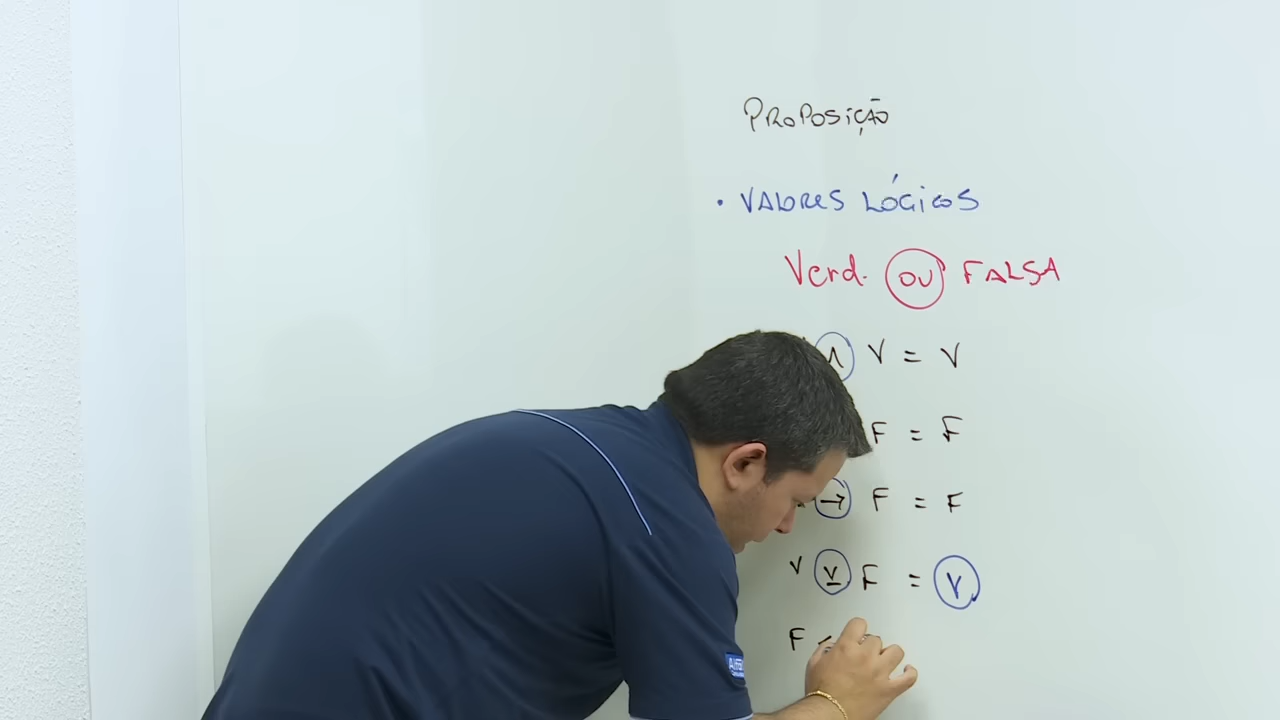 PROPOSIÇÃO
• VALORES LÓGICOS
Verd. OU FALSA
∧ V = V
F = F
→ F = F
V ⊻ F = V
F